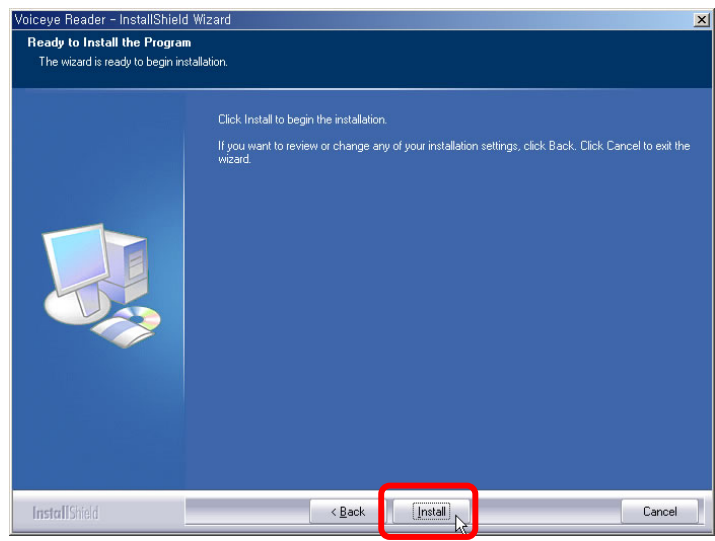 Voiceye Reader - InstallShield Wizard
Ready to Install the Program
The wizard is ready to begin installation.
Click Install to begin the installation.
If you want to review or change any of your installation settings, click Back. Click Cancel to exit the
wizard.
InstallShield
< Back
Install
Cancel